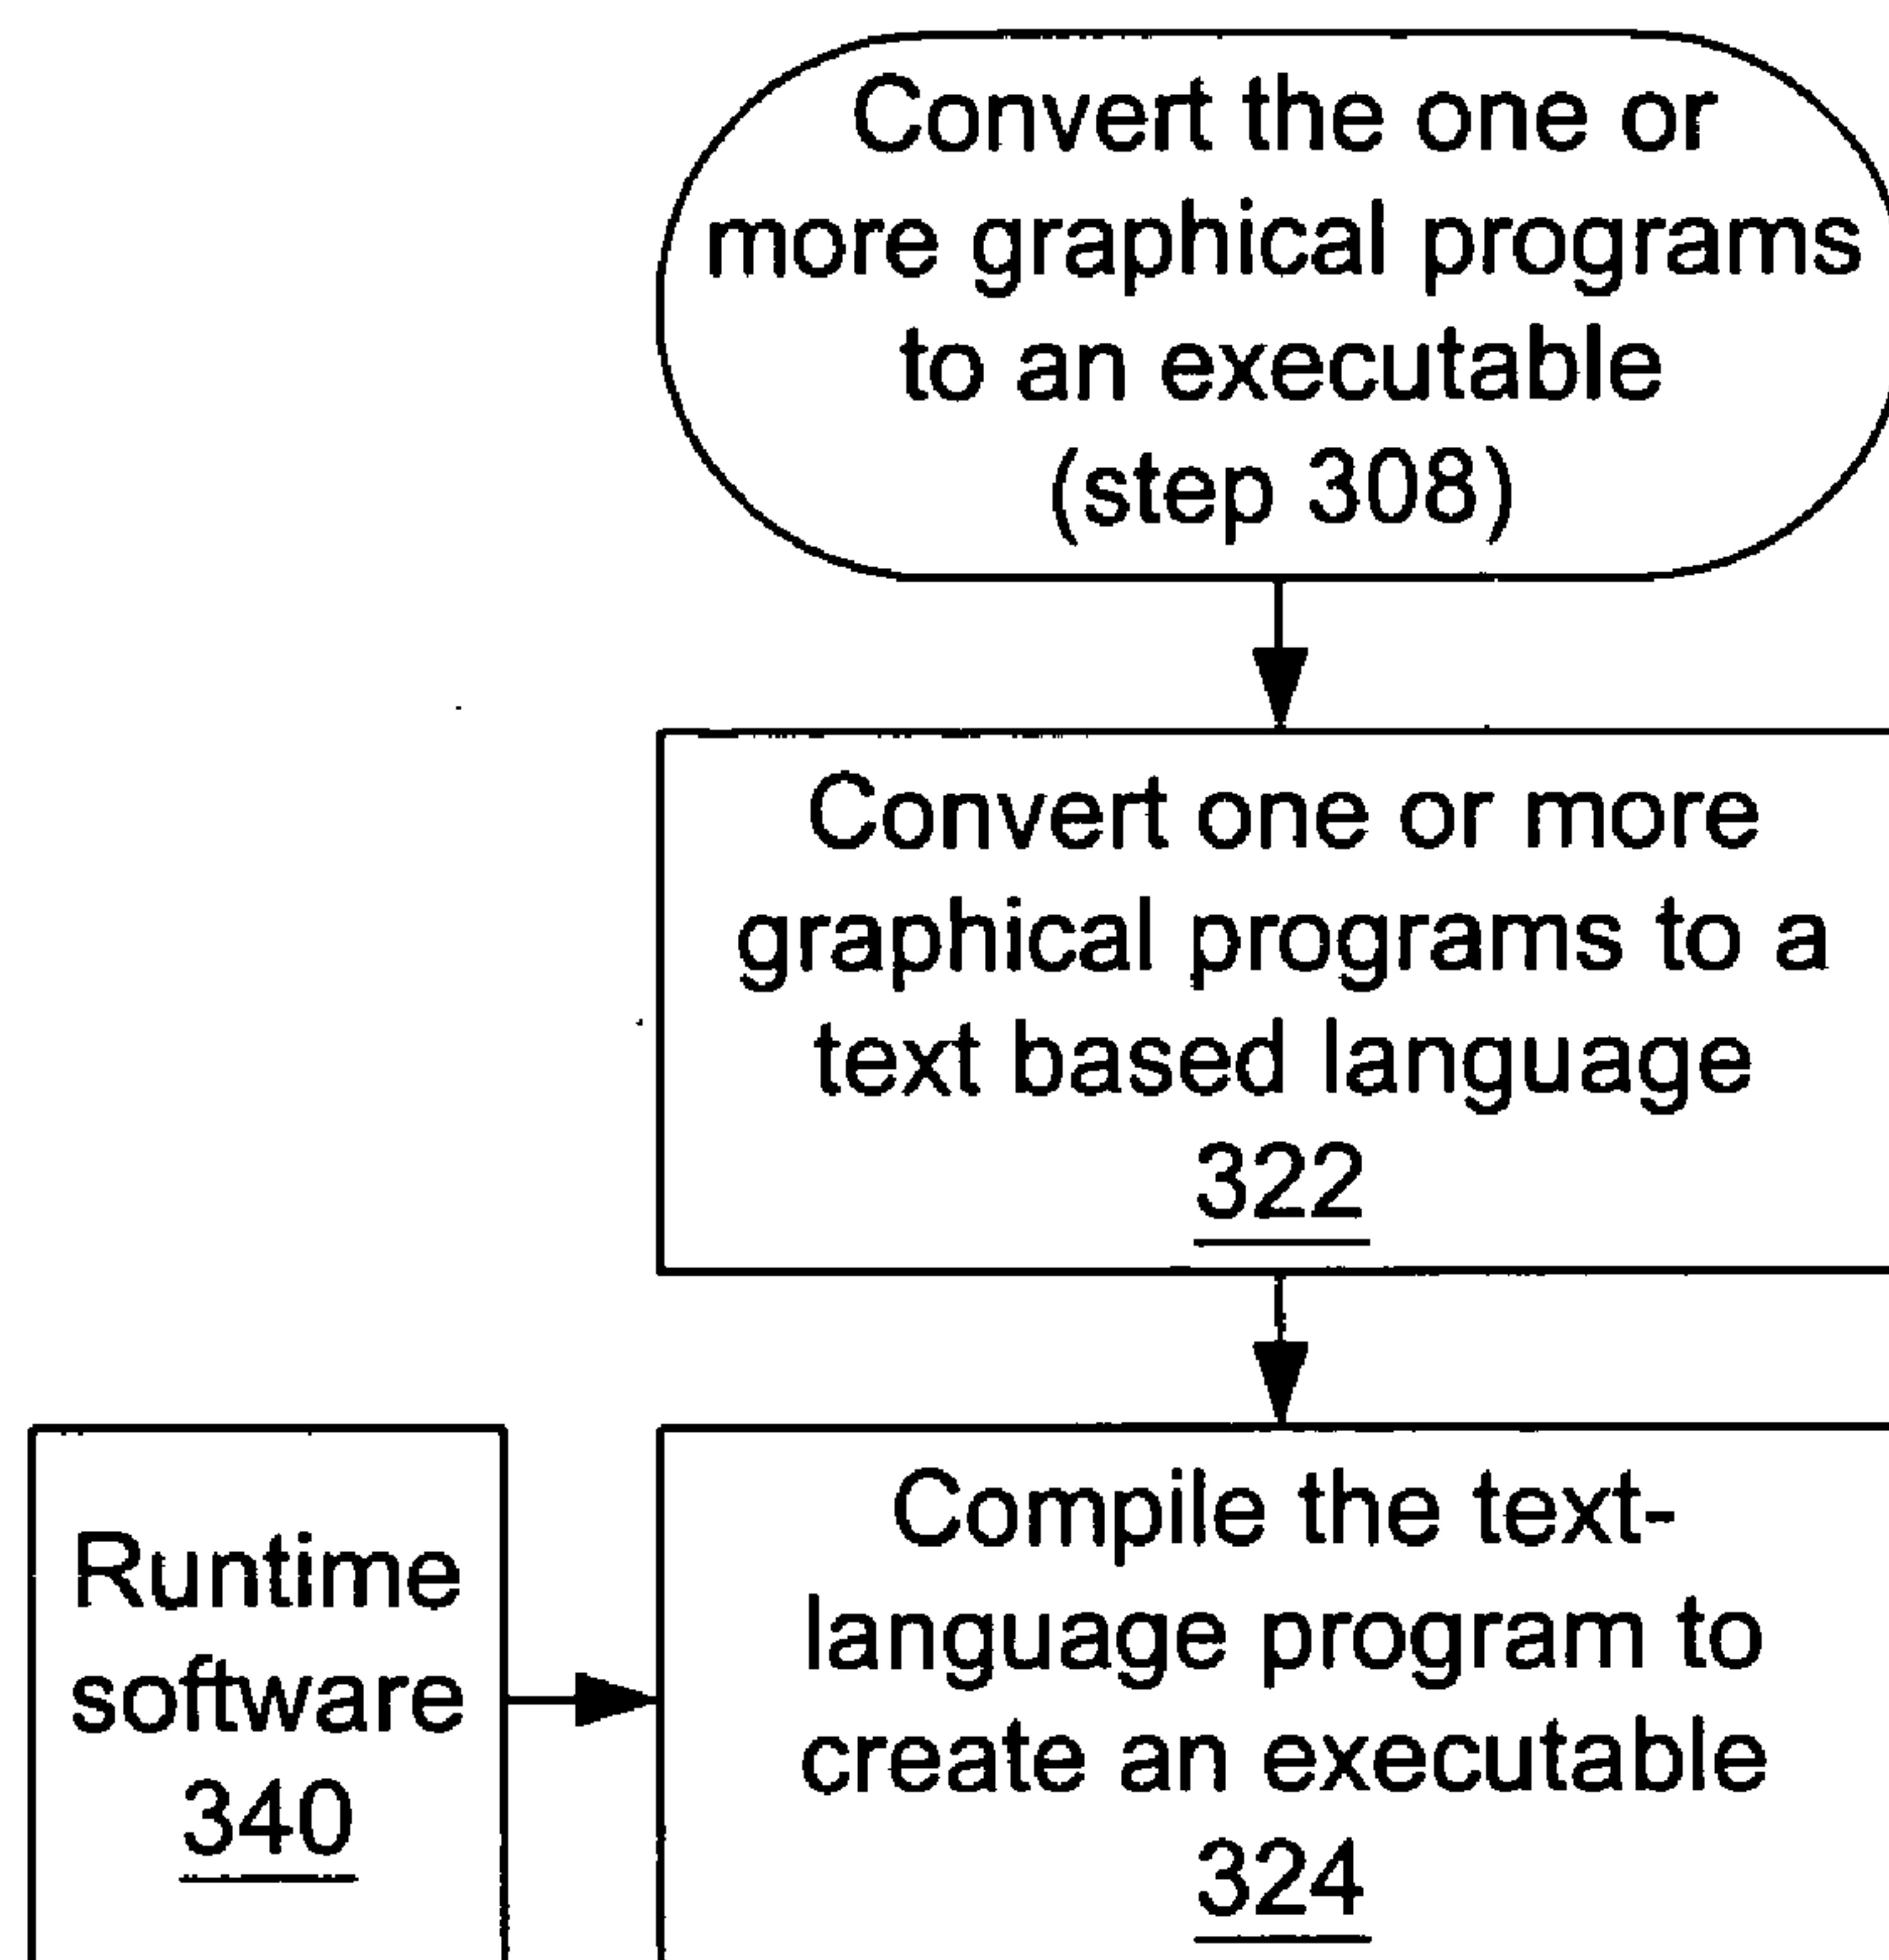 Convert the one or
more graphical programs
to an executable
(step 308)
Convert one or more
graphical programs to a
text based language
322
Runtime
software
340
Compile the text-
language program to
create an executable
324